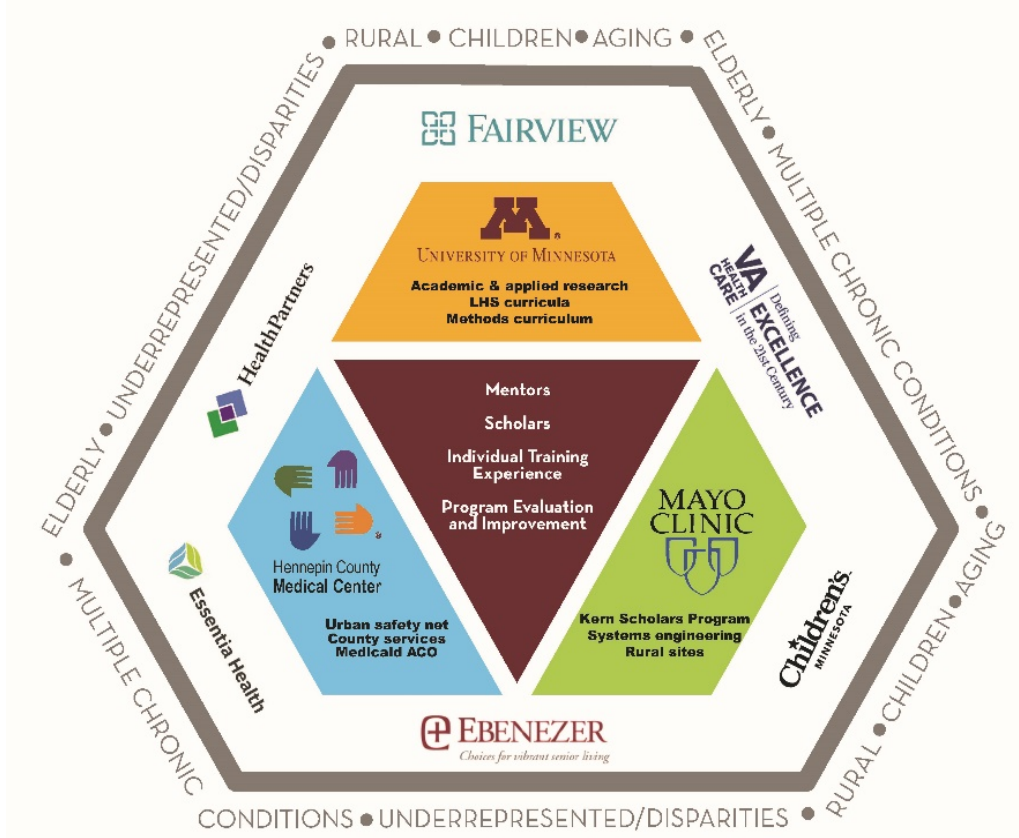 ELDERLY • UNDERREPRESENTED/DISPARITIES • RURAL • CHILDREN • AGING • ELDERLY • MULTIPLE CHRONIC CONDITIONS •
RURAL • CHILDREN • AGING
• MULTIPLE CHRONIC
CONDITIONS • UNDERREPRESENTED/DISPARITIES •
FAIRVIEW
M
UNIVERSITY OF MINNESOTA
Academic & applied research
LHS curricula
Methods curriculum
HealthPartners
VA
HEALTH
CARE
Defining
EXCELLENCE
in the 21st Century
Mentors
Scholars
Individual Training
Experience
Program Evaluation
and Improvement
Hennepin County
Medical Center
Urban safety net
County services
Medicaid ACO
MAYO
CLINIC
Kern Scholars Program
Systems engineering
Rural sites
Essentia Health
Children's
MINNESOTA
EBENEZER
Choices for vibrant senior living